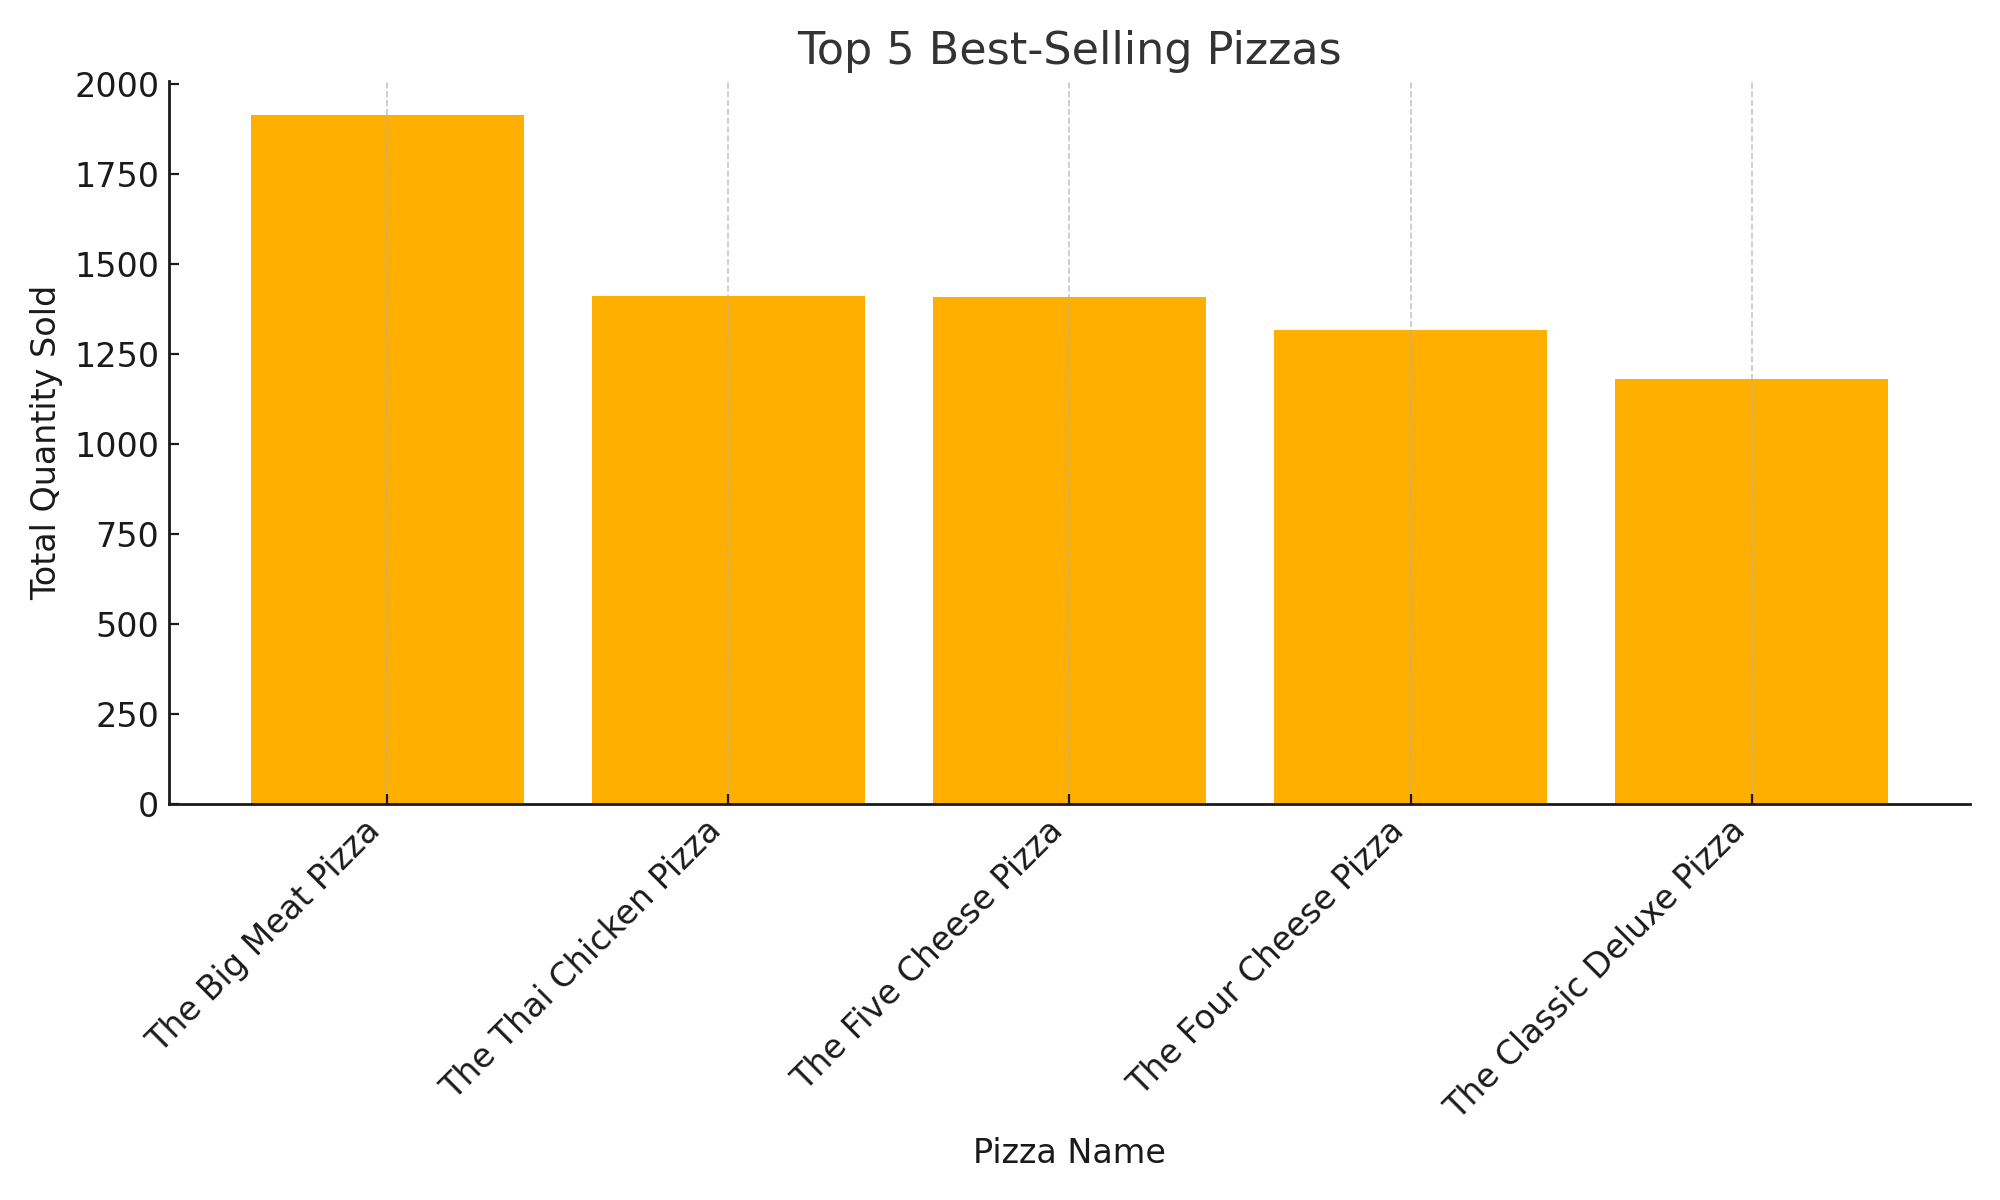 Top 5 Best-Selling Pizzas
Total Quantity Sold
2000
1750
1500
1250
1000
750
500
250
0
The Big Meat Pizza
The Thai Chicken Pizza
The Five Cheese Pizza
The Four Cheese Pizza
The Classic Deluxe Pizza
Pizza Name